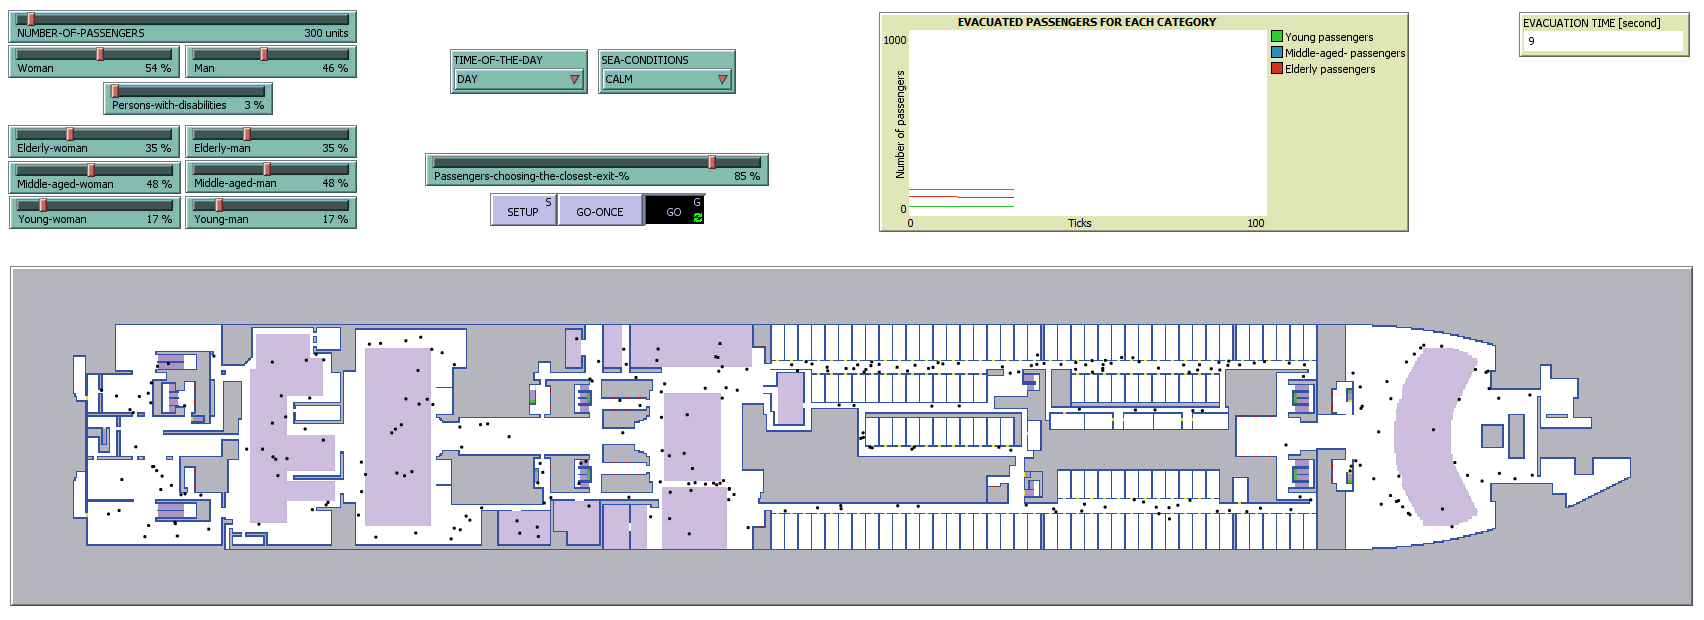 NUMBER-OF-PASSENGERS 300 units
Woman 54 %
Man 46 %
Persons-with-disabilities 3 %
Elderly-woman 35 %
Elderly-man 35 %
Middle-aged-woman 48 %
Middle-aged-man 48 %
Young-woman 17 %
Young-man 17 %
TIME-OF-THE-DAY
DAY
SEA-CONDITIONS
CALM
Passengers-choosing-the-closest-exit-% 85 %
SETUP S
GO-ONCE
GO G
EVACUATED PASSENGERS FOR EACH CATEGORY
1000
Number of passengers
0
0 Ticks 100
Young passengers
Middle-aged- passengers
Elderly passengers
EVACUATION TIME [second]
9